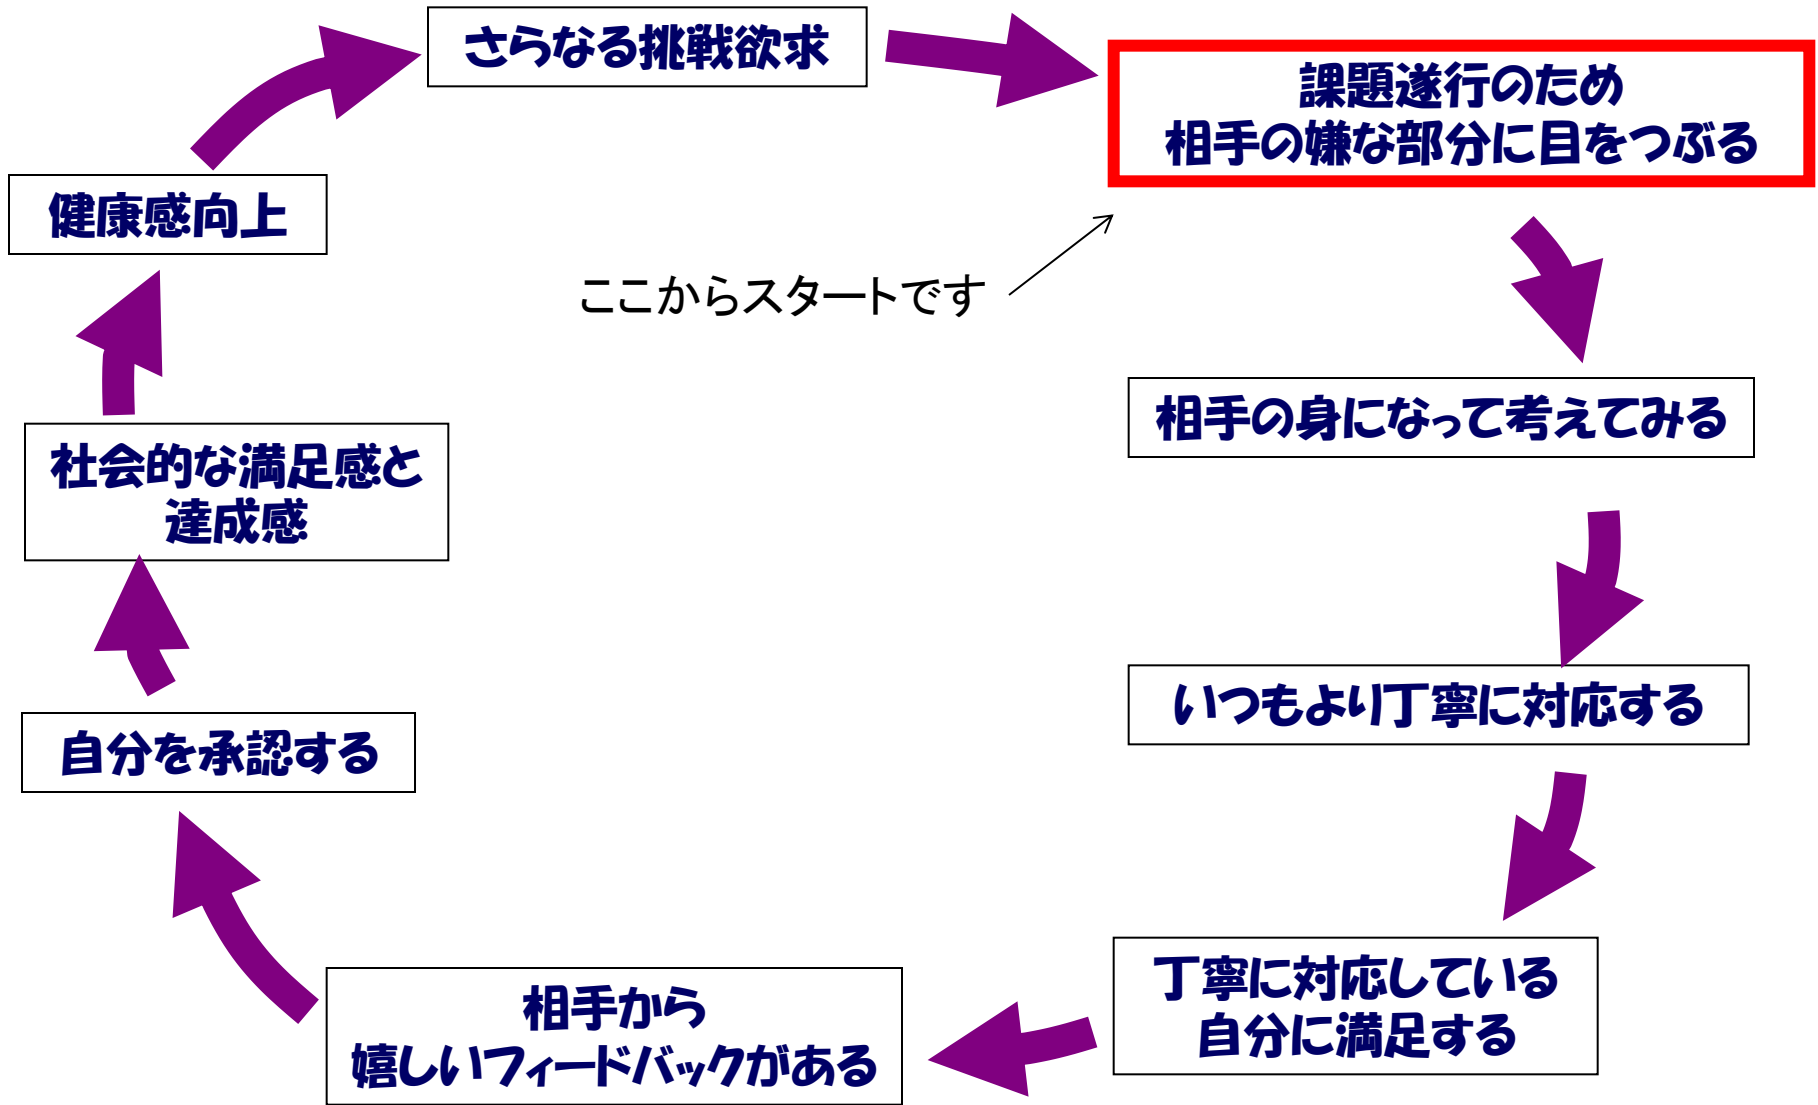 さらなる挑戦欲求
課題遂行のため
相手の嫌な部分に目をつぶる
健康感向上
ここからスタートです
相手の身になって考えてみる
社会的な満足感と
達成感
いつもより丁寧に対応する
自分を承認する
丁寧に対応している
自分に満足する
相手から
嬉しいフィードバックがある